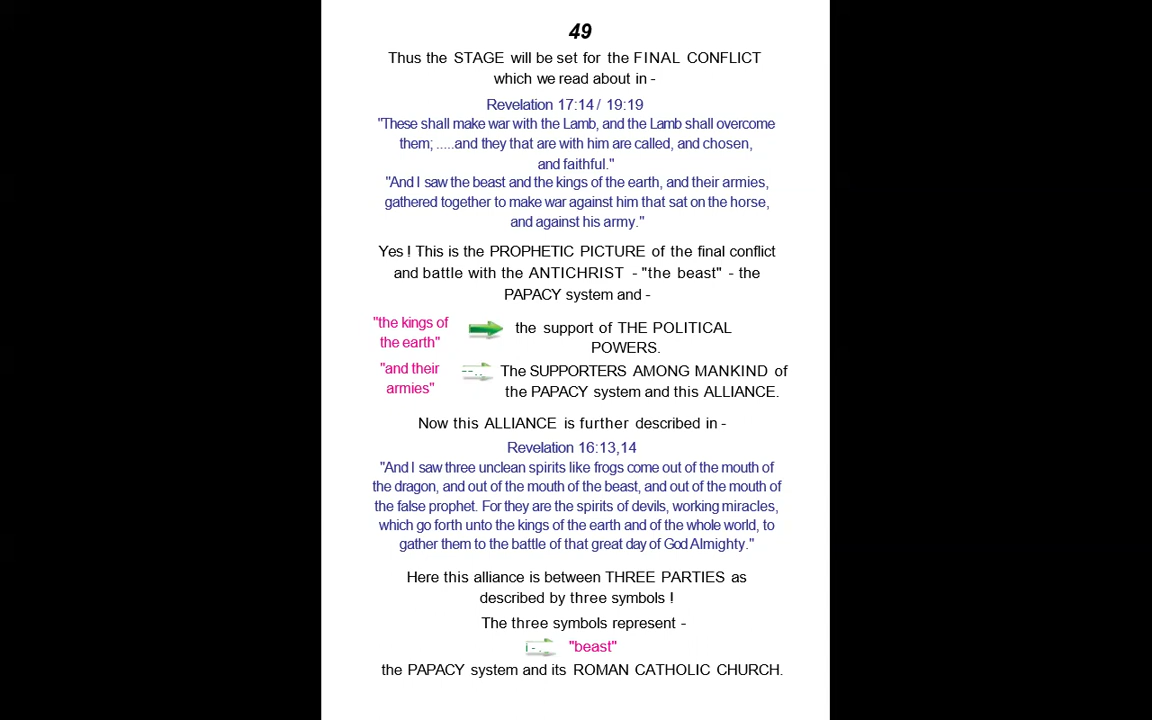 49
Thus the STAGE will be set for the FINAL CONFLICT
which we read about in -
Revelation 17:14 / 19:19
"These shall make war with the Lamb, and the Lamb shall overcome
them; .....and they that are with him are called, and chosen,
and faithful."
"And I saw the beast and the kings of the earth, and their armies,
gathered together to make war against him that sat on the horse,
and against his army."
Yes ! This is the PROPHETIC PICTURE of the final conflict
and battle with the ANTICHRIST - "the beast" - the
PAPACY system and -
"the kings of
the earth"
the support of THE POLITICAL
POWERS.
"and their
armies"
The SUPPORTERS AMONG MANKIND of
the PAPACY system and this ALLIANCE.
Now this ALLIANCE is further described in -
Revelation 16:13,14
"And I saw three unclean spirits like frogs come out of the mouth of
the dragon, and out of the mouth of the beast, and out of the mouth of
the false prophet. For they are the spirits of devils, working miracles,
which go forth unto the kings of the earth and of the whole world, to
gather them to the battle of that great day of God Almighty."
Here this alliance is between THREE PARTIES as
described by three symbols !
The three symbols represent -
"beast"
the PAPACY system and its ROMAN CATHOLIC CHURCH.